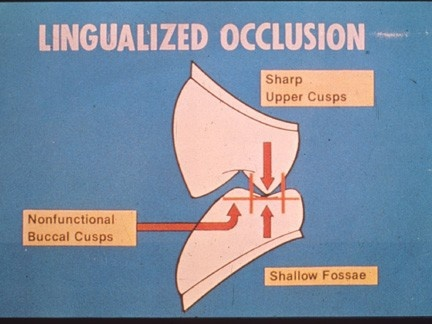 LINGUALIZED OCCLUSION
Sharp
Upper Cusps
Nonfunctional
Buccal Cusps
Shallow Fossae